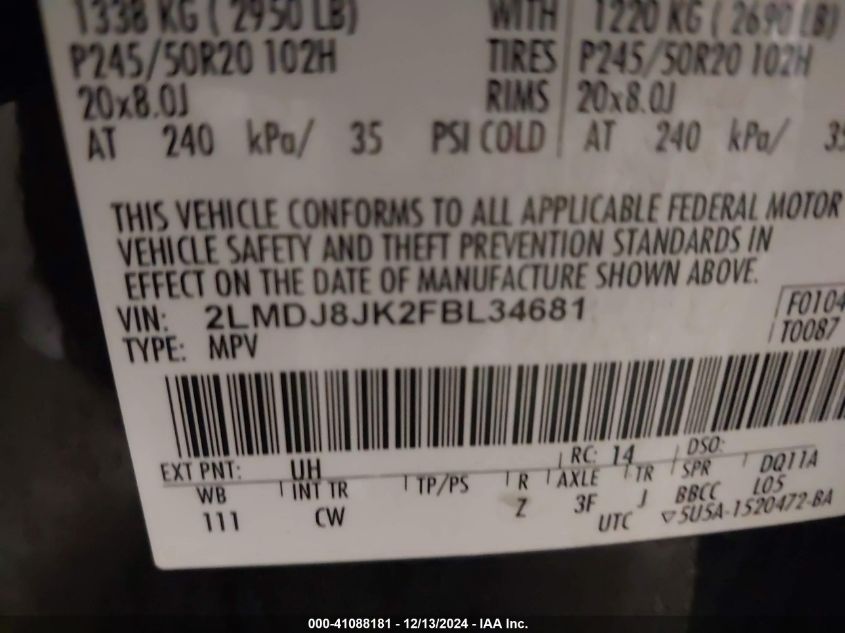 1338 KG ( 2950 LB) WITH 1220 KG ( 2690 LB)
P245/50R20 102H TIRES P245/50R20 102H
20x8.0J RIMS 20x8.0J
AT 240 kPa/ 35 PSI COLD AT 240 kPa/ 35
THIS VEHICLE CONFORMS TO ALL APPLICABLE FEDERAL MOTOR
VEHICLE SAFETY AND THEFT PREVENTION STANDARDS IN
EFFECT ON THE DATE OF MANUFACTURE SHOWN ABOVE.
VIN: 2LMDJ8JK2FBL34681 F0104
TYPE: MPV T0087
EXT PNT: UH RC: 14 DSO:
WB INT TR TP/PS R AXLE TR SPR DQ11A
111 CW Z 3F J BBCC L05
UTC ▽5U5A-1520472-BA
000-41088181 - 12/13/2024 - IAA Inc.